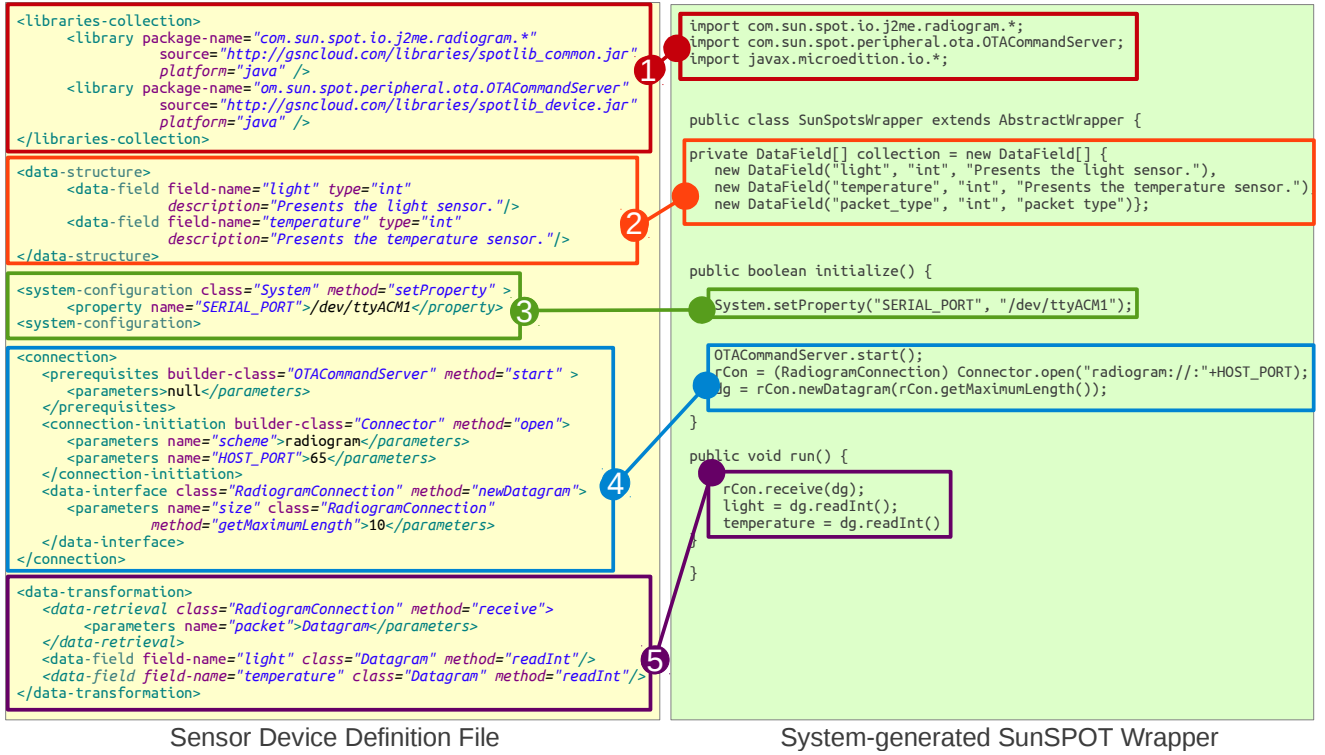 <libraries-collection>
<library package-name="com.sun.spot.io.j2me.radiogram.*"
source="http://gsncloud.com/libraries/spotlib_common.jar"
platform="java" />
<library package-name="om.sun.spot.peripheral.ota.OTACommandServer"
source="http://gsncloud.com/libraries/spotlib_device.jar"
platform="java" />
</libraries-collection>
1
<data-structure>
<data-field field-name="light" type="int"
description="Presents the light sensor."/>
<data-field field-name="temperature" type="int"
description="Presents the temperature sensor."/>
</data-structure>
2
<system-configuration class="System" method="setProperty" >
<property name="SERIAL_PORT">/dev/ttyACM1</property>
<system-configuration>
3
<connection>
<prerequisites builder-class="OTACommandServer" method="start" >
<parameters>null</parameters>
</prerequisites>
<connection-initiation builder-class="Connector" method="open">
<parameters name="scheme">radiogram</parameters>
<parameters name="HOST_PORT">65</parameters>
</connection-initiation>
<data-interface class="RadiogramConnection" method="newDatagram">
<parameters name="size" class="RadiogramConnection"
method="getMaximumLength">10</parameters>
</data-interface>
</connection>
4
<data-transformation>
<data-retrieval class="RadiogramConnection" method="receive">
<parameters name="packet">Datagram</parameters>
</data-retrieval>
<data-field field-name="light" class="Datagram" method="readInt"/>
<data-field field-name="temperature" class="Datagram" method="readInt"/>
</data-transformation>
5
Sensor Device Definition File
import com.sun.spot.io.j2me.radiogram.*;
import com.sun.spot.peripheral.ota.OTACommandServer;
import javax.microedition.io.*;
public class SunSpotsWrapper extends AbstractWrapper {
private DataField[] collection = new DataField[] {
new DataField("light", "int", "Presents the light sensor."),
new DataField("temperature", "int", "Presents the temperature sensor.")
new DataField("packet_type", "int", "packet type")};
public boolean initialize() {
System.setProperty("SERIAL_PORT", "/dev/ttyACM1");
OTACommandServer.start();
rCon = (RadiogramConnection) Connector.open("radiogram://:"+HOST_PORT);
dg = rCon.newDatagram(rCon.getMaximumLength());
}
public void run() {
rCon.receive(dg);
light = dg.readInt();
temperature = dg.readInt()
}
}
System-generated SunSPOT Wrapper